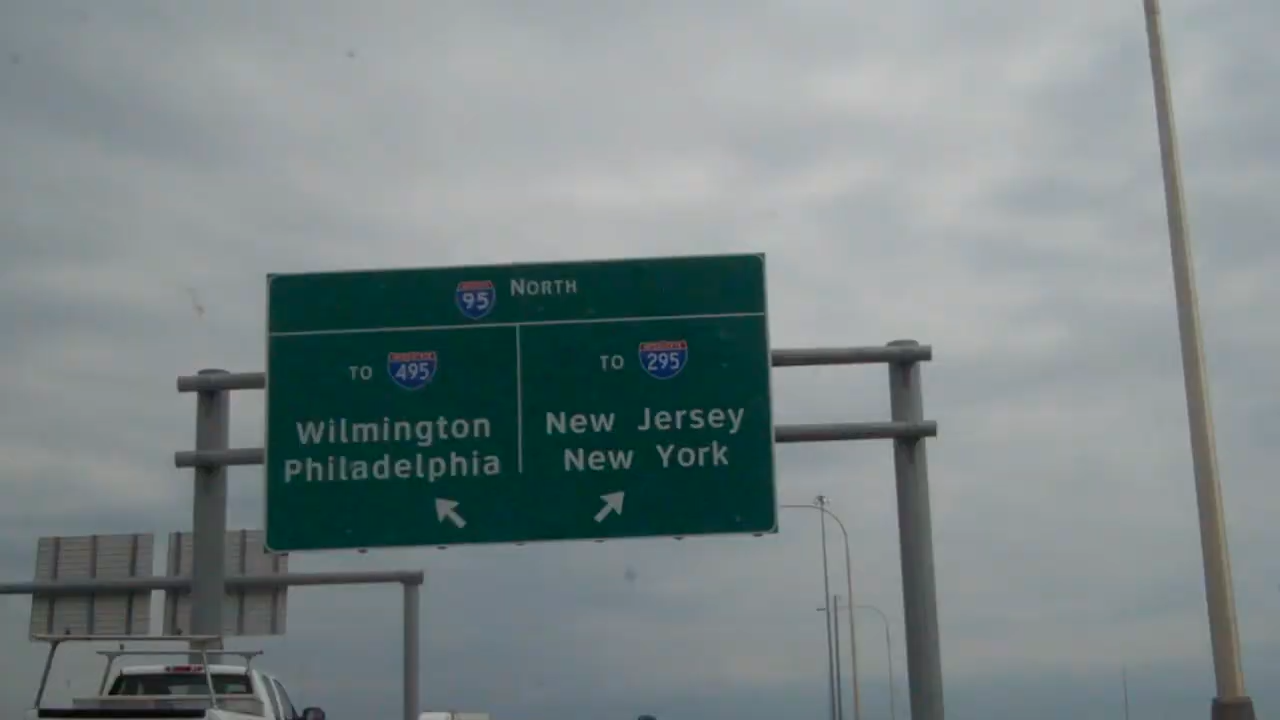 95 NORTH
TO 495
Wilmington
Philadelphia
TO 295
New Jersey
New York